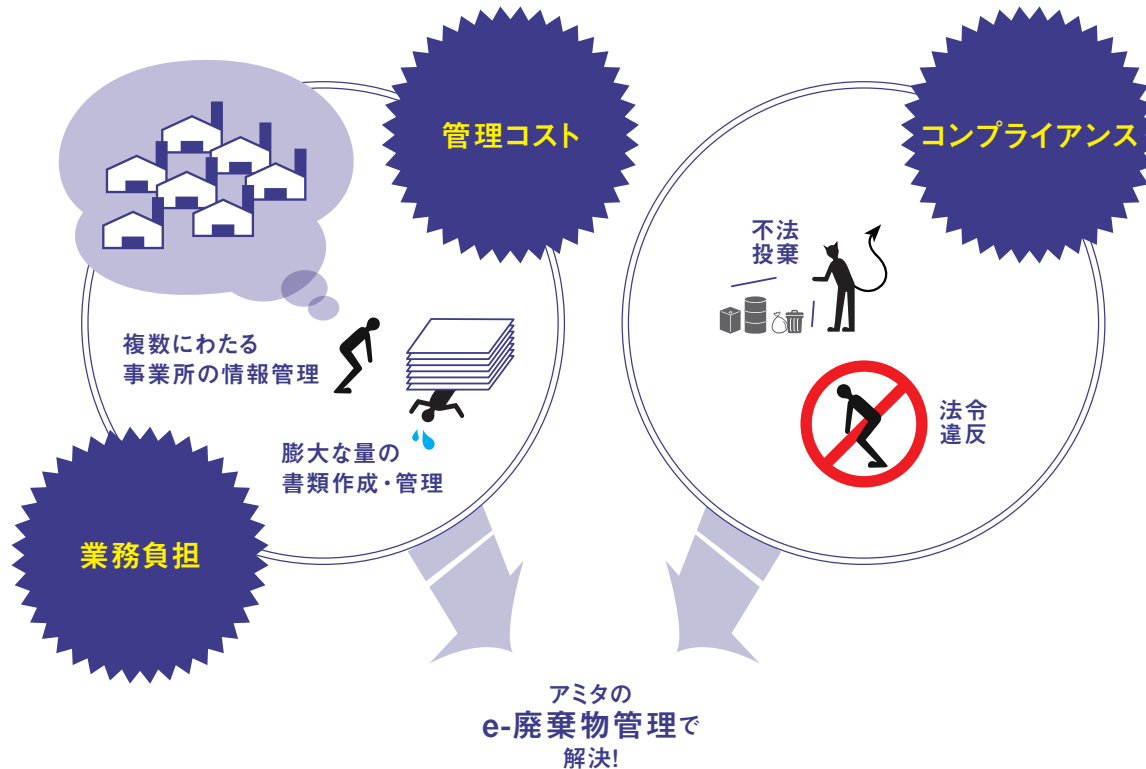 管理コスト
コンプライアンス
複数にわたる
事業所の情報管理
膨大な量の
書類作成・管理
業務負担
不法
投棄
法令
違反
アミタの
e-廃棄物管理で
解決!